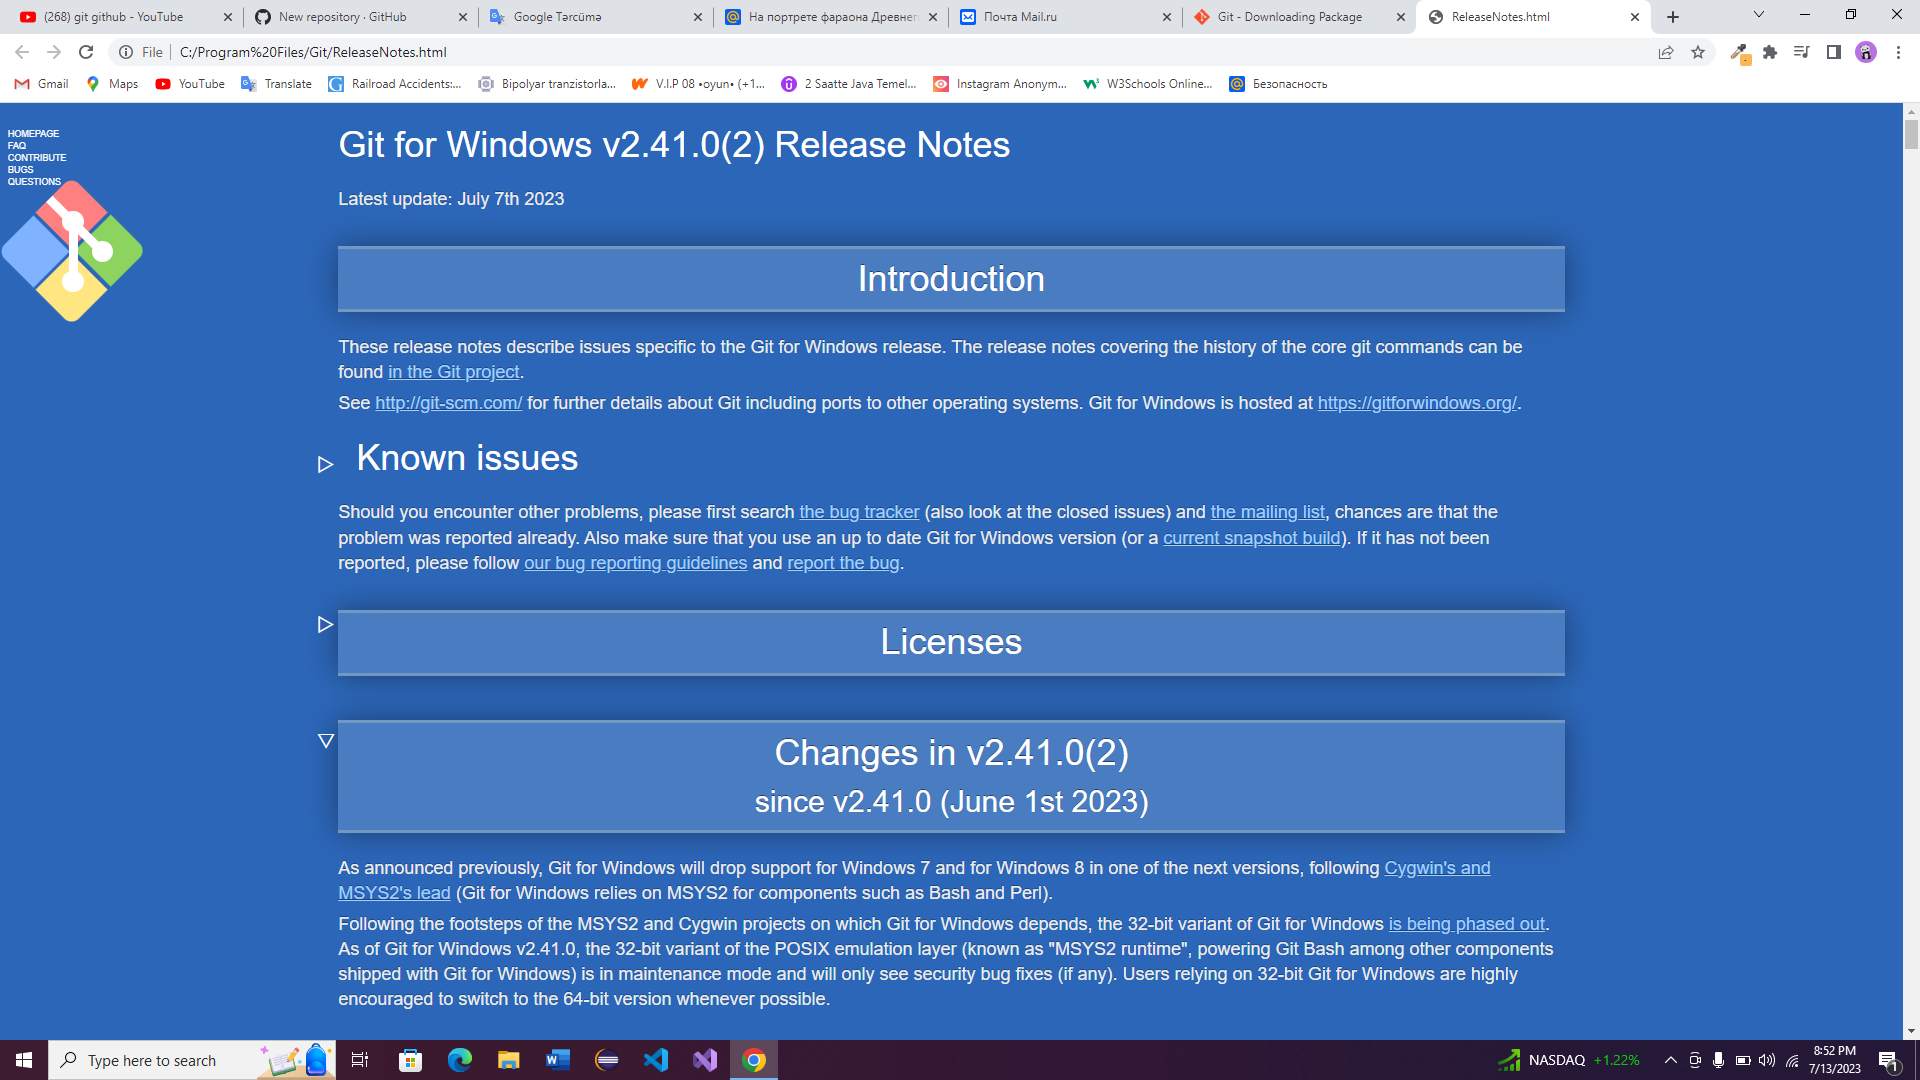 (268) git github - YouTube
New repository · GitHub
Google Tərcümə
На портрете фараона Древнег
Почта Mail.ru
Git - Downloading Package
ReleaseNotes.html
File
C:/Program%20Files/Git/ReleaseNotes.html
Gmail
Maps
YouTube
Translate
Railroad Accidents:...
Bipolyar tranzistorla...
V.I.P 08 •oyun• (+1...
2 Saatte Java Temel...
Instagram Anonym...
W3Schools Online...
Безопасность
HOMEPAGE
FAQ
CONTRIBUTE
BUGS
QUESTIONS
Git for Windows v2.41.0(2) Release Notes
Latest update: July 7th 2023
Introduction
These release notes describe issues specific to the Git for Windows release. The release notes covering the history of the core git commands can be
found in the Git project.
See http://git-scm.com/ for further details about Git including ports to other operating systems. Git for Windows is hosted at https://gitforwindows.org/.
Known issues
Should you encounter other problems, please first search the bug tracker (also look at the closed issues) and the mailing list, chances are that the
problem was reported already. Also make sure that you use an up to date Git for Windows version (or a current snapshot build). If it has not been
reported, please follow our bug reporting guidelines and report the bug.
Licenses
Changes in v2.41.0(2)
since v2.41.0 (June 1st 2023)
As announced previously, Git for Windows will drop support for Windows 7 and for Windows 8 in one of the next versions, following Cygwin's and
MSYS2's lead (Git for Windows relies on MSYS2 for components such as Bash and Perl).
Following the footsteps of the MSYS2 and Cygwin projects on which Git for Windows depends, the 32-bit variant of Git for Windows is being phased out.
As of Git for Windows v2.41.0, the 32-bit variant of the POSIX emulation layer (known as "MSYS2 runtime", powering Git Bash among other components
shipped with Git for Windows) is in maintenance mode and will only see security bug fixes (if any). Users relying on 32-bit Git for Windows are highly
encouraged to switch to the 64-bit version whenever possible.
Type here to search
NASDAQ +1.22%
8:52 PM
7/13/2023
1